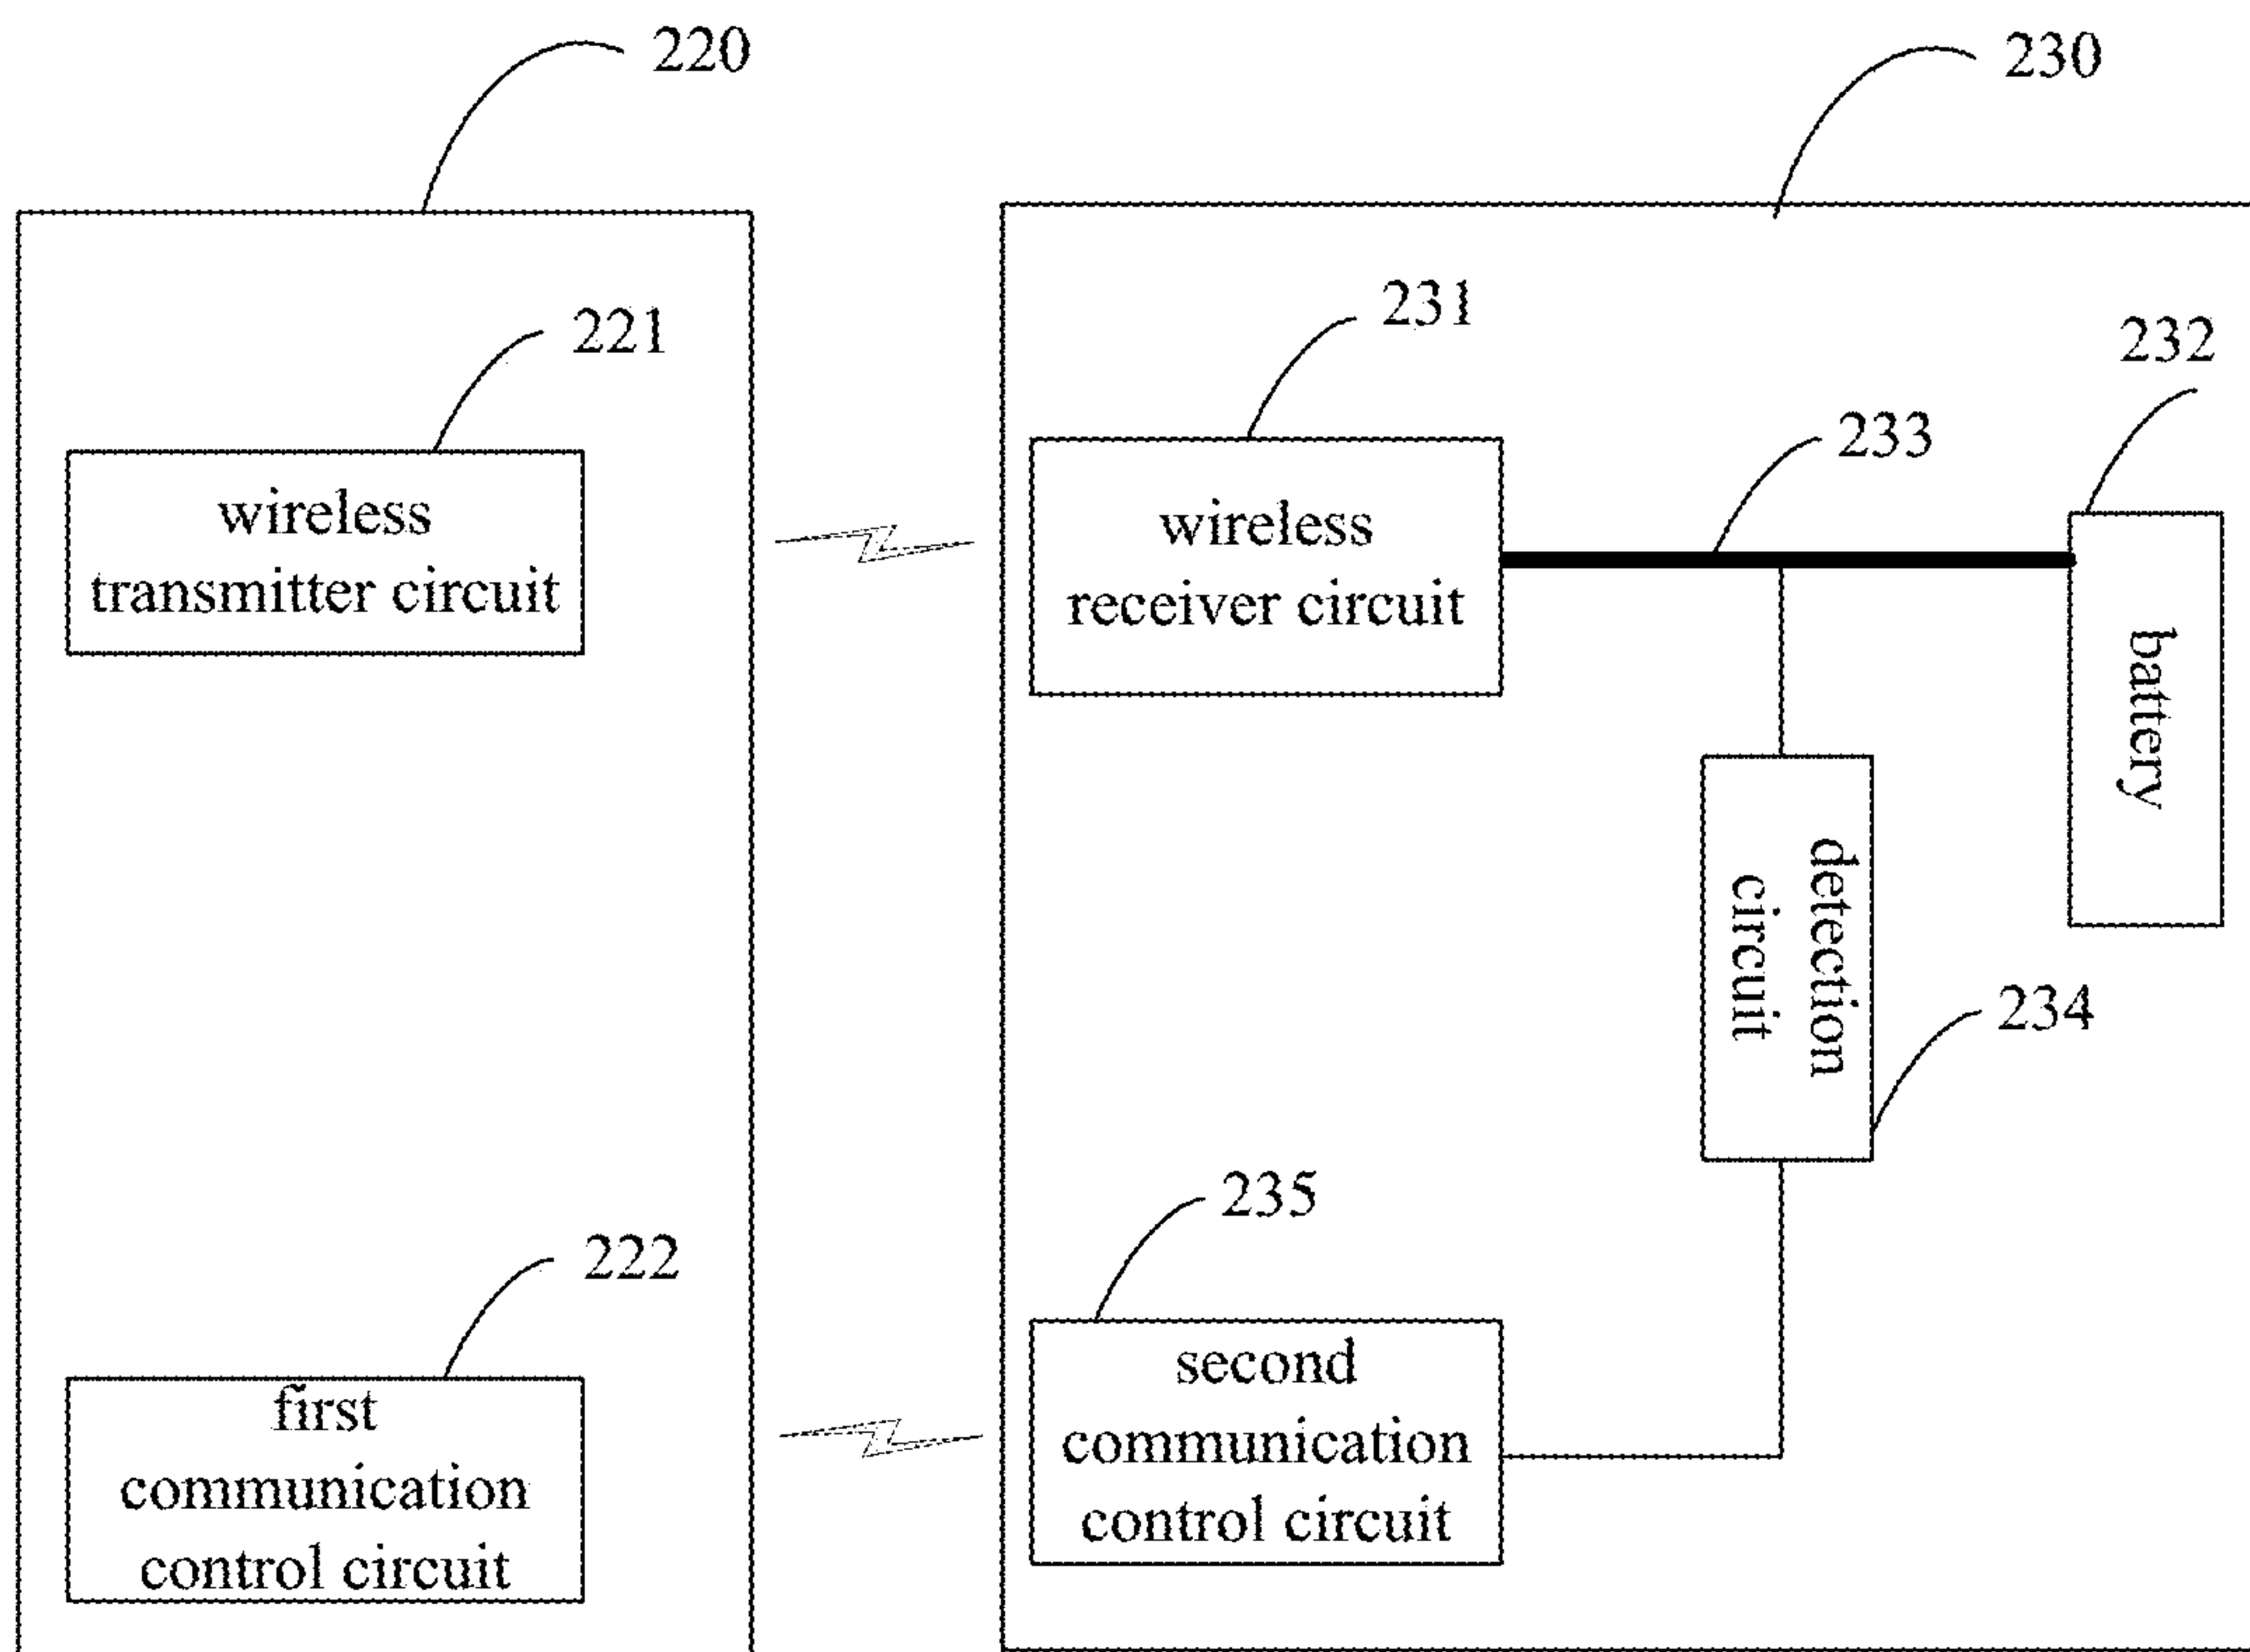 220
230
221
231
232
233
wireless
transmitter circuit
wireless
receiver circuit
battery
detection
circuit
234
235
222
first
communication
control circuit
second
communication
control circuit